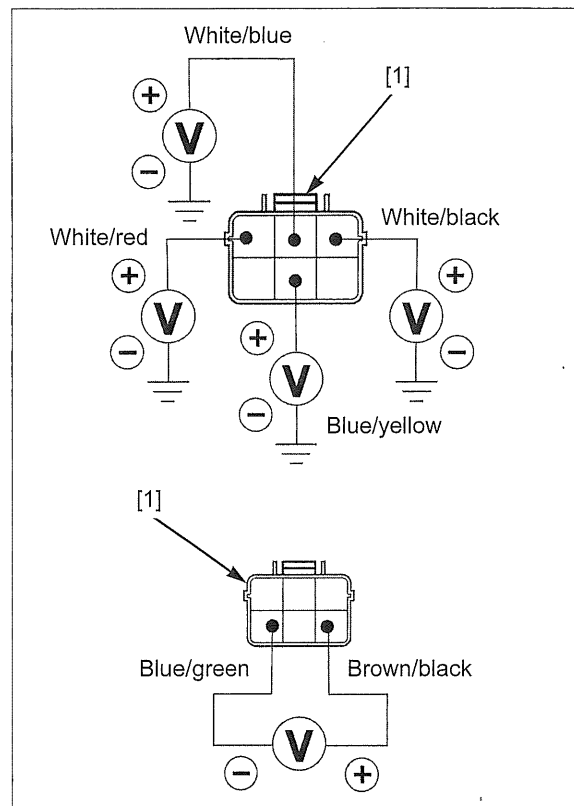 White/blue
[1]
+
V
−
White/red
White/black
+
V
−
+
V
−
+
V
−
Blue/yellow
[1]
Blue/green
Brown/black
V
−
+